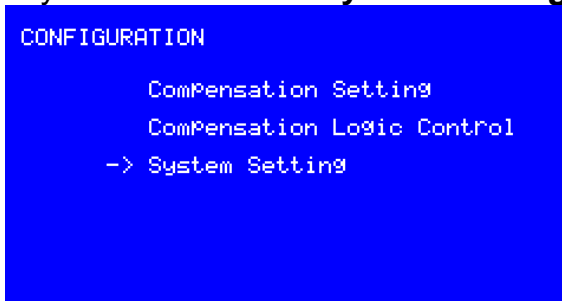 CONFIGURATION
Compensation Setting
Compensation Logic Control
-> System Setting